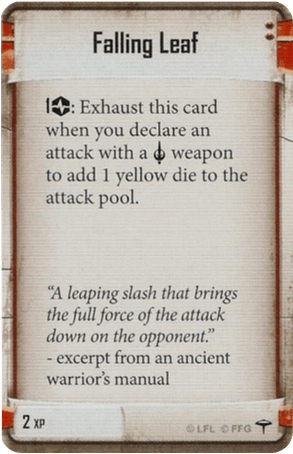 Falling Leaf
1: Exhaust this card
when you declare an
attack with a weapon
to add 1 yellow die to the
attack pool.
“A leaping slash that brings
the full force of the attack
down on the opponent.”
- excerpt from an ancient
warrior’s manual
2 XP
© LFL © FFG